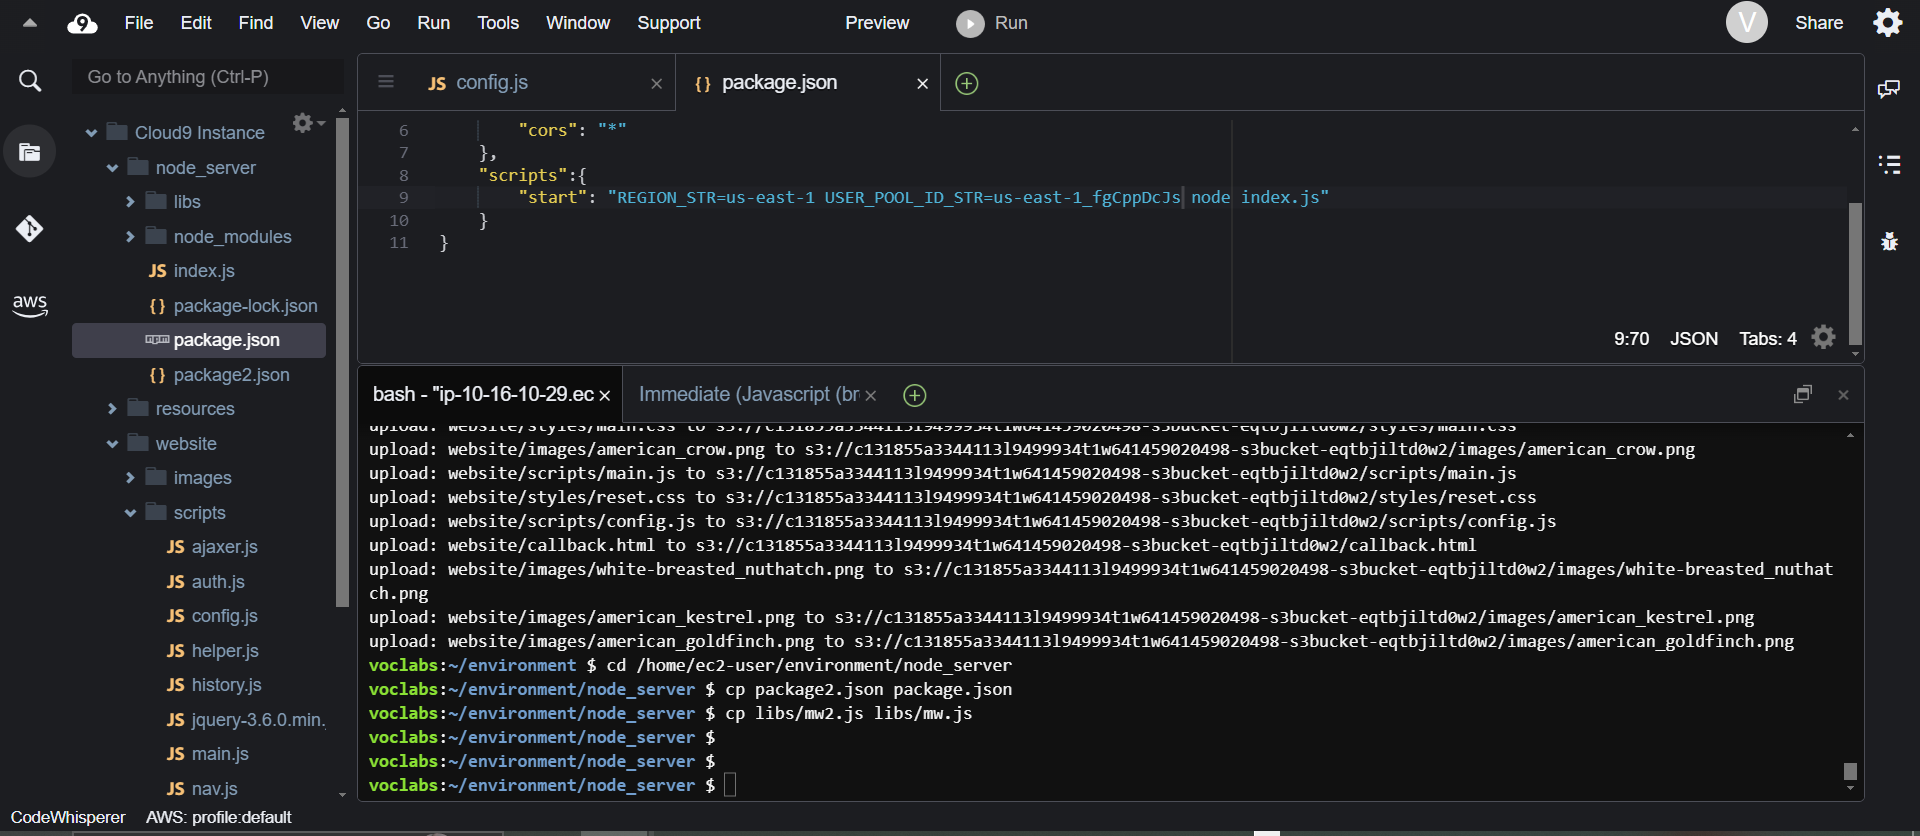 File Edit Find View Go Run Tools Window Support Preview Run V Share
Go to Anything (Ctrl-P)
JS config.js
{ } package.json
Cloud9 Instance
node_server
libs
node_modules
JS index.js
{ } package-lock.json
package.json
{ } package2.json
resources
website
images
scripts
JS ajaxer.js
JS auth.js
JS config.js
JS helper.js
JS history.js
JS jquery-3.6.0.min.
JS main.js
JS nav.js
aws
6 "cors": "*"
7 },
8 "scripts":{
9 "start": "REGION_STR=us-east-1 USER_POOL_ID_STR=us-east-1_fgCppDcJs node index.js"
10 }
11 }
9:70 JSON Tabs: 4
bash - "ip-10-16-10-29.ec Immediate (Javascript (br
upload: website/styles/main.css to s3://c131855a3344113l9499934t1w641459020498-s3bucket-eqtbjiltd0w2/styles/main.css
upload: website/images/american_crow.png to s3://c131855a3344113l9499934t1w641459020498-s3bucket-eqtbjiltd0w2/images/american_crow.png
upload: website/scripts/main.js to s3://c131855a3344113l9499934t1w641459020498-s3bucket-eqtbjiltd0w2/scripts/main.js
upload: website/styles/reset.css to s3://c131855a3344113l9499934t1w641459020498-s3bucket-eqtbjiltd0w2/styles/reset.css
upload: website/scripts/config.js to s3://c131855a3344113l9499934t1w641459020498-s3bucket-eqtbjiltd0w2/scripts/config.js
upload: website/callback.html to s3://c131855a3344113l9499934t1w641459020498-s3bucket-eqtbjiltd0w2/callback.html
upload: website/images/white-breasted_nuthatch.png to s3://c131855a3344113l9499934t1w641459020498-s3bucket-eqtbjiltd0w2/images/white-breasted_nuthat
ch.png
upload: website/images/american_kestrel.png to s3://c131855a3344113l9499934t1w641459020498-s3bucket-eqtbjiltd0w2/images/american_kestrel.png
upload: website/images/american_goldfinch.png to s3://c131855a3344113l9499934t1w641459020498-s3bucket-eqtbjiltd0w2/images/american_goldfinch.png
voclabs:~/environment $ cd /home/ec2-user/environment/node_server
voclabs:~/environment/node_server $ cp package2.json package.json
voclabs:~/environment/node_server $ cp libs/mw2.js libs/mw.js
voclabs:~/environment/node_server $
voclabs:~/environment/node_server $
voclabs:~/environment/node_server $
CodeWhisperer AWS: profile:default